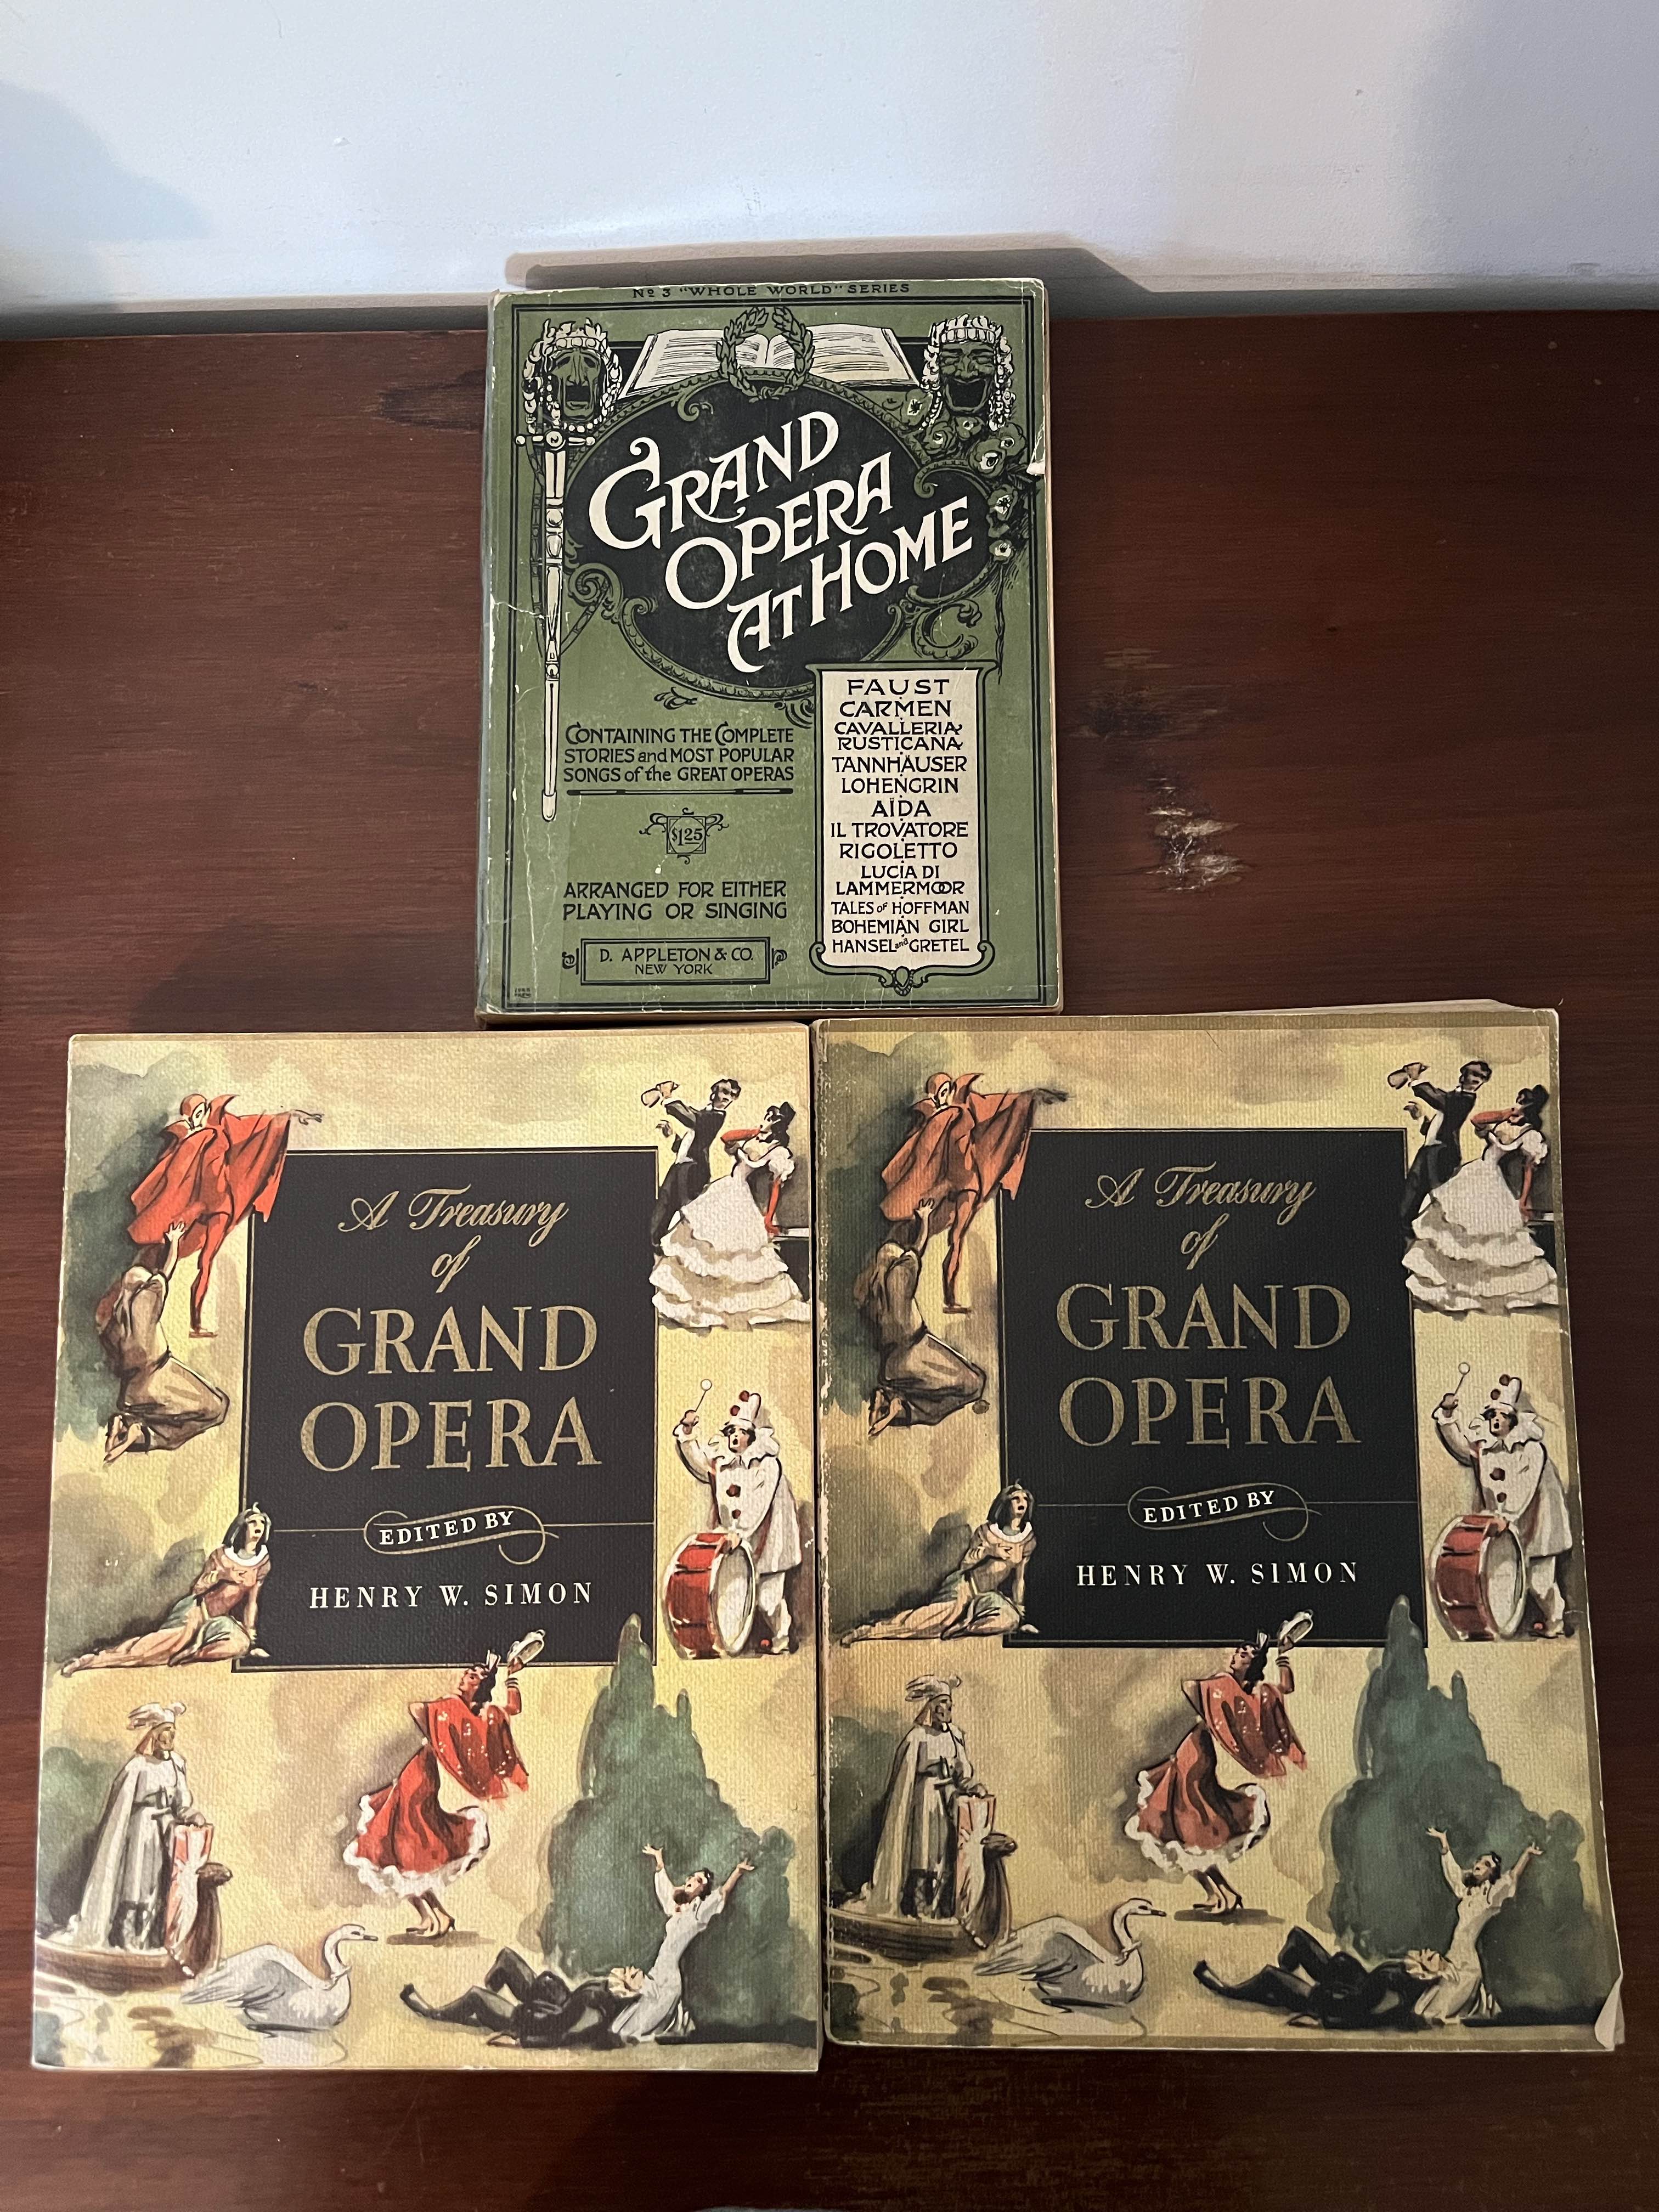 Nº 3 "WHOLE WORLD" SERIES
GRAND
OPERA
AT HOME
CONTAINING THE COMPLETE
STORIES and MOST POPULAR
SONGS of the GREAT OPERAS
$1.25
ARRANGED FOR EITHER
PLAYING OR SINGING
D. APPLETON & CO.
NEW YORK
FAUST
CARMEN
CAVALLERIA
RUSTICANA
TANNHÄUSER
LOHENGRIN
AÏDA
IL TROVATORE
RIGOLETTO
LUCIA DI
LAMMERMOOR
TALES of HOFFMAN
BOHEMIAN GIRL
HANSEL and GRETEL
A Treasury
of
GRAND
OPERA
EDITED BY
HENRY W. SIMON
A Treasury
of
GRAND
OPERA
EDITED BY
HENRY W. SIMON